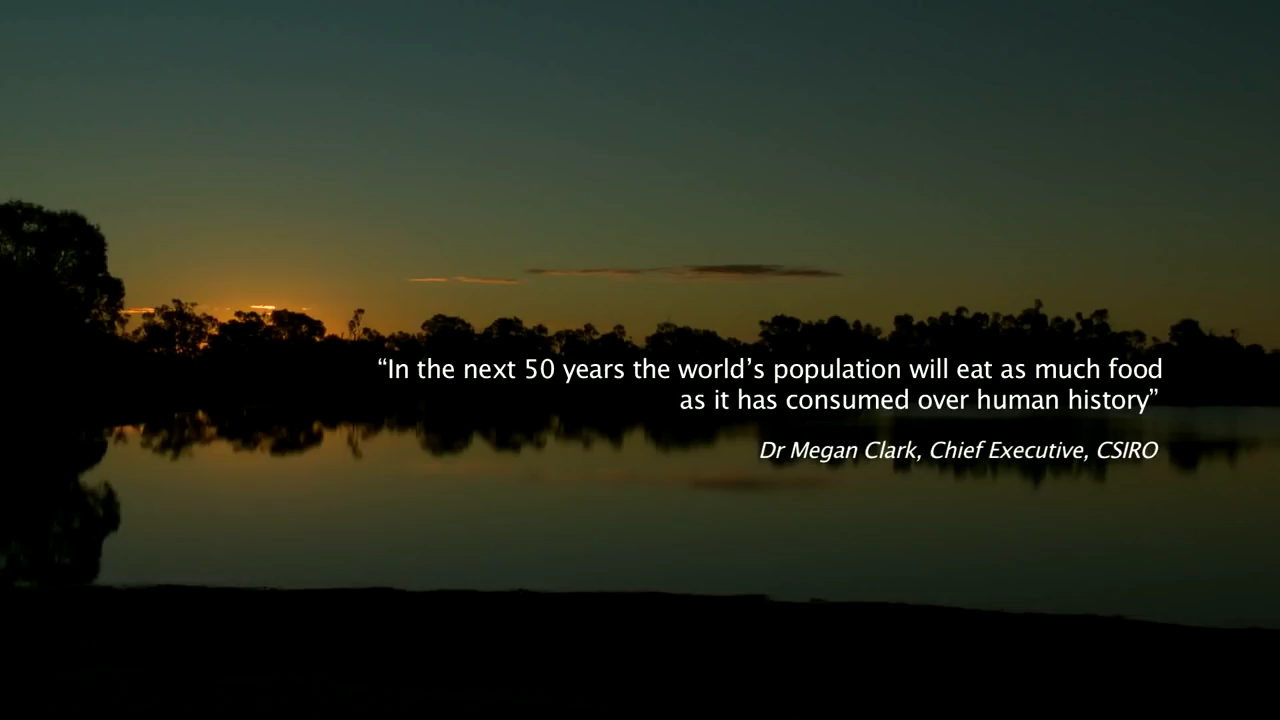 “In the next 50 years the world’s population will eat as much food
as it has consumed over human history”
Dr Megan Clark, Chief Executive, CSIRO